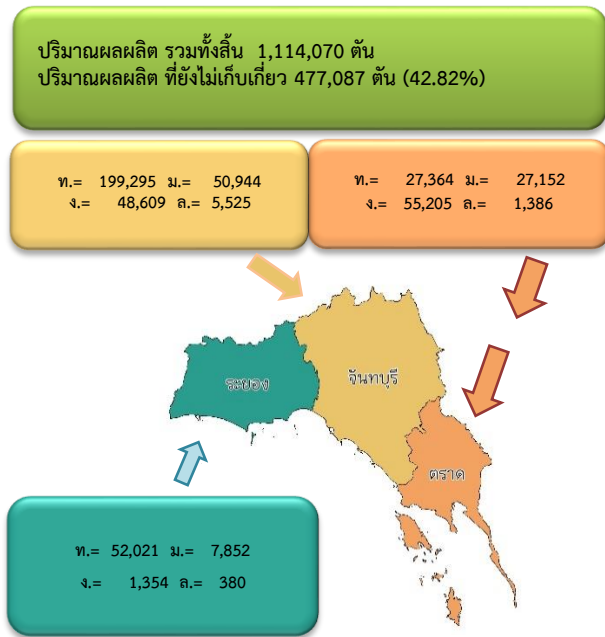 ปริมาณผลผลิต รวมทั้งสิ้น 1,114,070 ตัน
ปริมาณผลผลิต ที่ยังไม่เก็บเกี่ยว 477,087 ตัน (42.82%)
ท.= 199,295 ม.= 50,944
ง.= 48,609 ล.= 5,525
ท.= 27,364 ม.= 27,152
ง.= 55,205 ล.= 1,386
ระยอง
จันทบุรี
ตราด
ท.= 52,021 ม.= 7,852
ง.= 1,354 ล.= 380